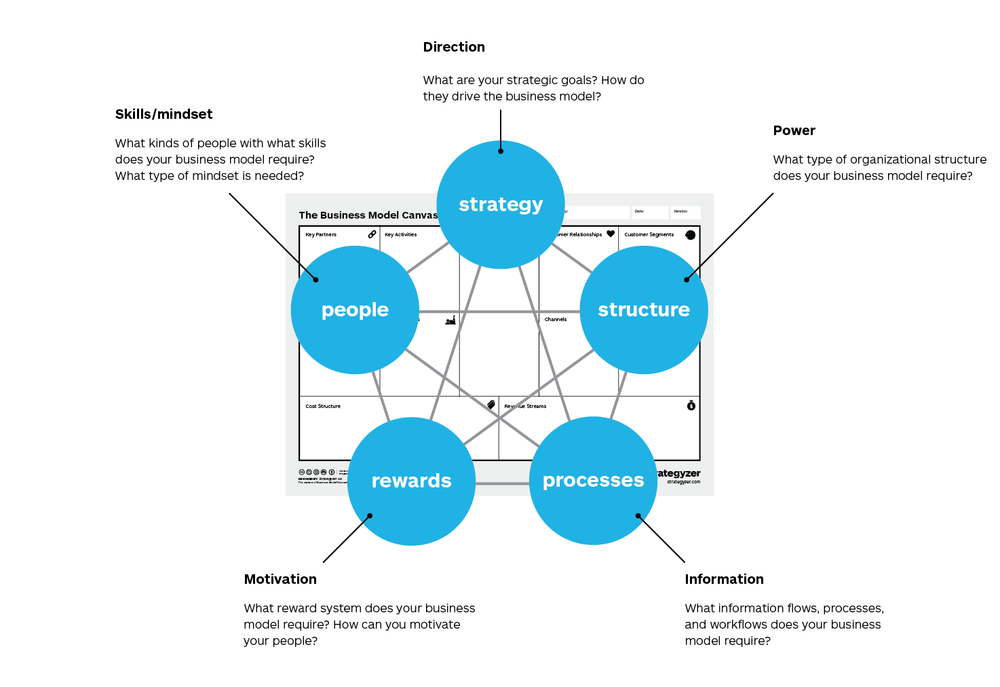 Direction
What are your strategic goals? How do
they drive the business model?
Skills/mindset
What kinds of people with what skills
does your business model require?
What type of mindset is needed?
Power
What type of organizational structure
does your business model require?
strategy
The Business Model Canvas
Date:
Version:
Key Partners
Key Activities
Relationships
Customer Segments
people
structure
Channels
Cost Structure
Revenue Streams
rewards
processes
strategyzer.com
Motivation
What reward system does your business
model require? How can you motivate
your people?
Information
What information flows, processes,
and workflows does your business
model require?